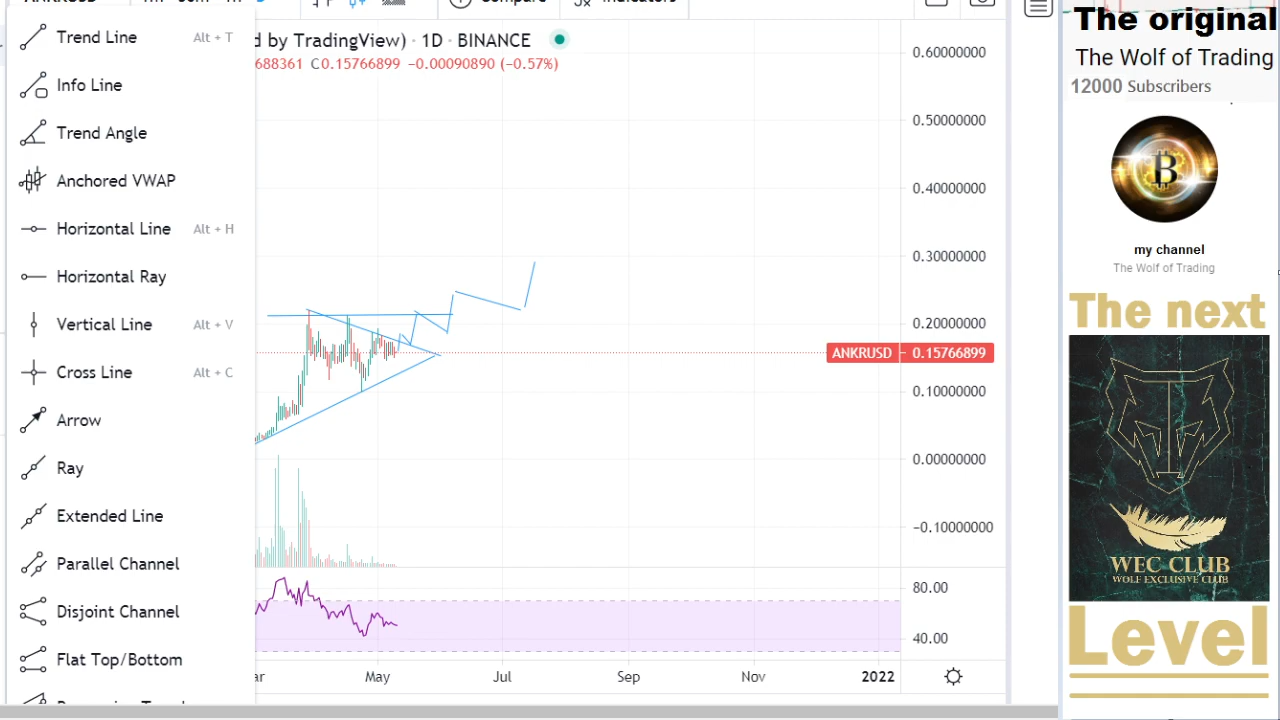 Compare
Indicators
Trend Line Alt + T
Info Line
Trend Angle
Anchored VWAP
Horizontal Line Alt + H
Horizontal Ray
Vertical Line Alt + V
Cross Line Alt + C
Arrow
Ray
Extended Line
Parallel Channel
Disjoint Channel
Flat Top/Bottom
d by TradingView) · 1D · BINANCE
688361 C0.15766899 −0.00090890 (−0.57%)
0.60000000
0.50000000
0.40000000
0.30000000
0.20000000
ANKRUSD 0.15766899
0.10000000
0.00000000
−0.10000000
80.00
40.00
ar May Jul Sep Nov 2022
The original
The Wolf of Trading
12000 Subscribers
my channel
The Wolf of Trading
The next
WEC CLUB
WOLF EXCLUSIVE CLUB
Level